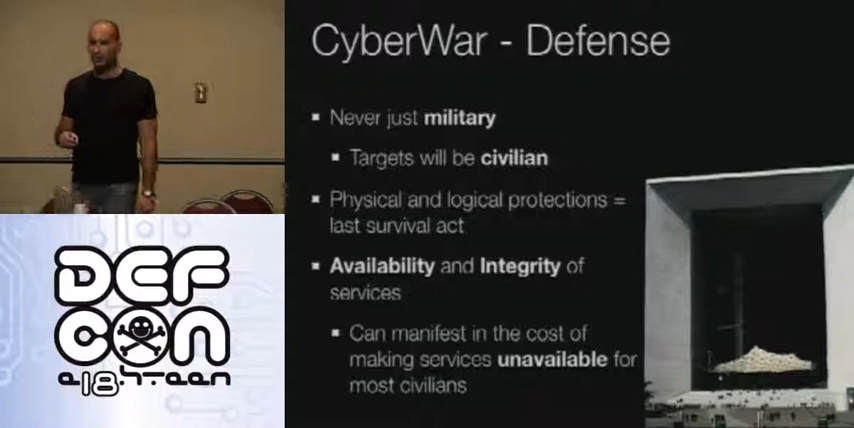 CyberWar - Defense
Never just military
Targets will be civilian
Physical and logical protections =
last survival act
Availability and Integrity of
services
Can manifest in the cost of
making services unavailable for
most civilians
DEF
CON
e18hteen